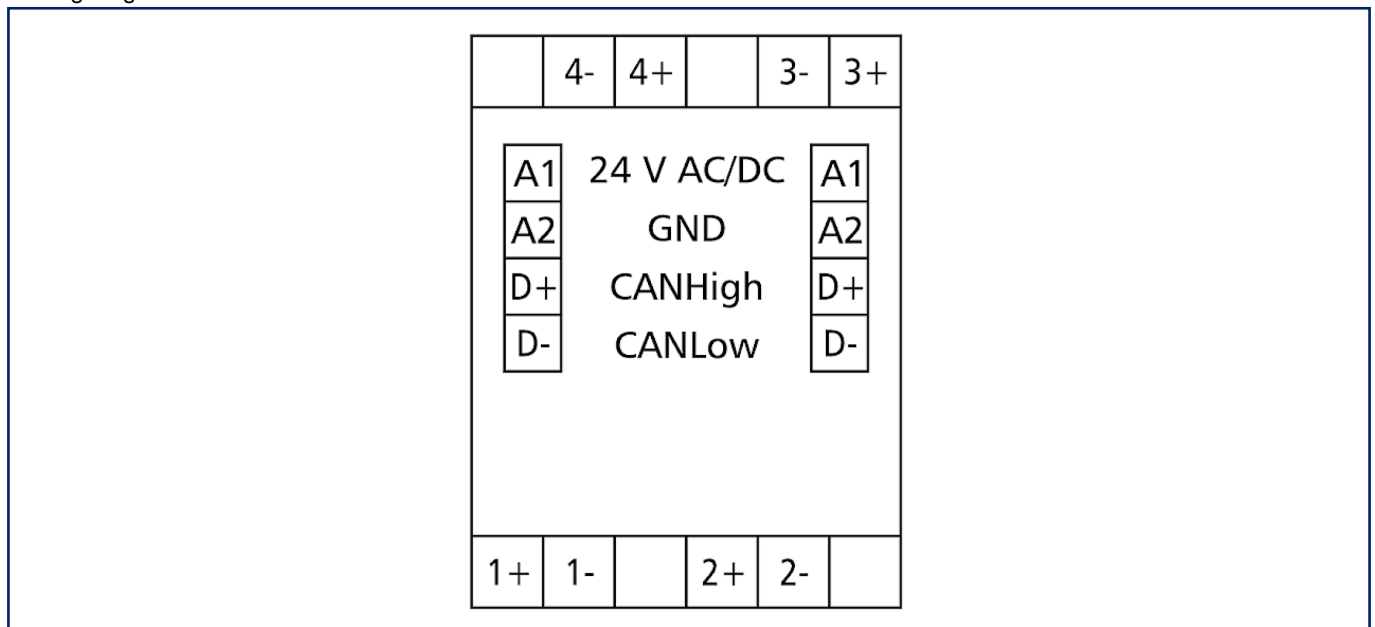 4- 4+ 3- 3+
A1 24 V AC/DC A1
A2 GND A2
D+ CANHigh D+
D- CANLow D-
1+ 1- 2+ 2-